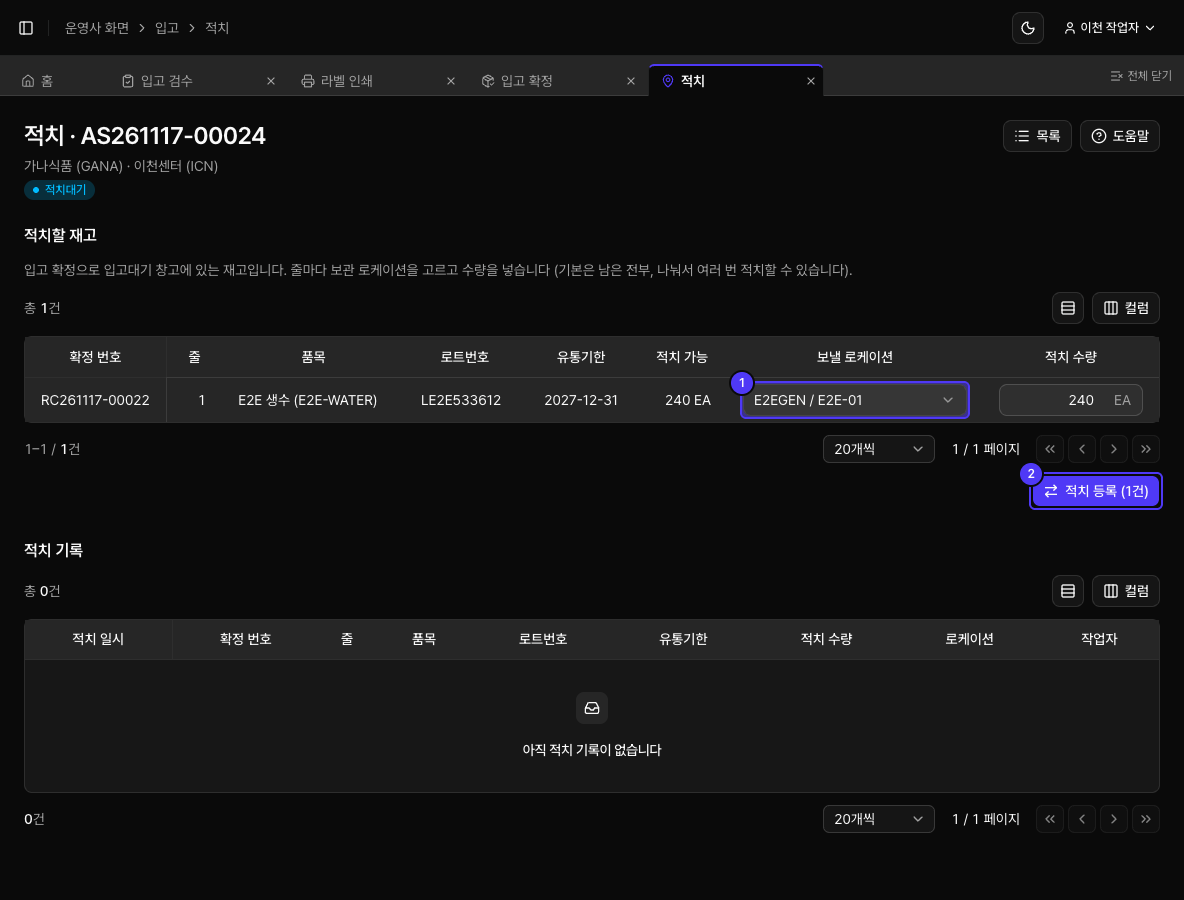 운영사 화면 > 입고 > 적치
이천 작업자
홈
입고 검수
라벨 인쇄
입고 확정
적치
전체 닫기
적치 · AS261117-00024
목록
도움말
가나식품 (GANA) · 이천센터 (ICN)
적치대기
적치할 재고
입고 확정으로 입고대기 창고에 있는 재고입니다. 줄마다 보관 로케이션을 고르고 수량을 넣습니다 (기본은 남은 전부, 나눠서 여러 번 적치할 수 있습니다).
총 1건
컬럼
확정 번호 줄 품목 로트번호 유통기한 적치 가능 보낼 로케이션 적치 수량
1
RC261117-00022 1 E2E 생수 (E2E-WATER) LE2E533612 2027-12-31 240 EA E2EGEN / E2E-01 240 EA
1–1 / 1건
20개씩
1 / 1 페이지
2
적치 등록 (1건)
적치 기록
총 0건
컬럼
적치 일시 확정 번호 줄 품목 로트번호 유통기한 적치 수량 로케이션 작업자
아직 적치 기록이 없습니다
0건
20개씩
1 / 1 페이지